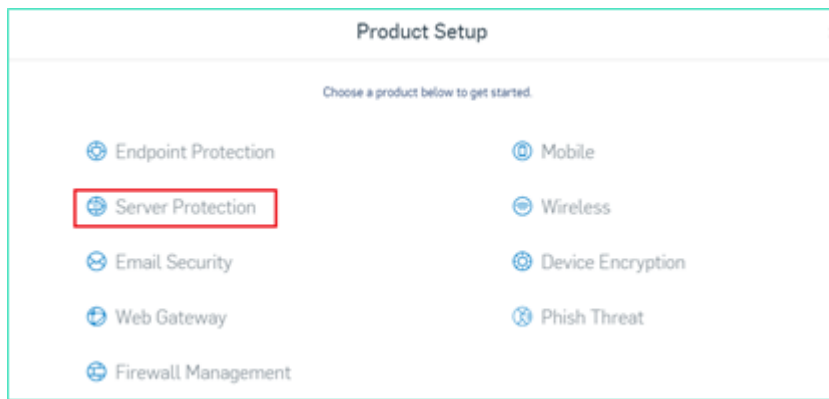 Product Setup
Choose a product below to get started.
Endpoint Protection
Mobile
Server Protection
Wireless
Email Security
Device Encryption
Web Gateway
Phish Threat
Firewall Management